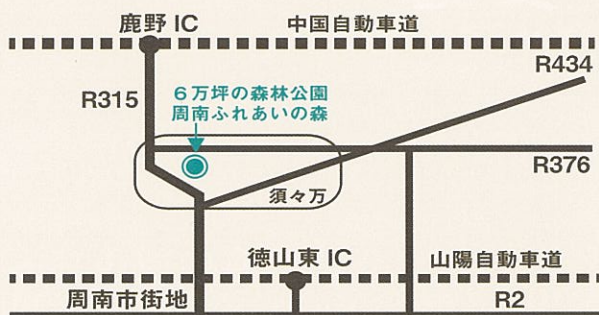 鹿野 IC
中国自動車道
R434
R315
6万坪の森林公園
周南ふれあいの森
R376
須々万
徳山東 IC
山陽自動車道
周南市街地
R2